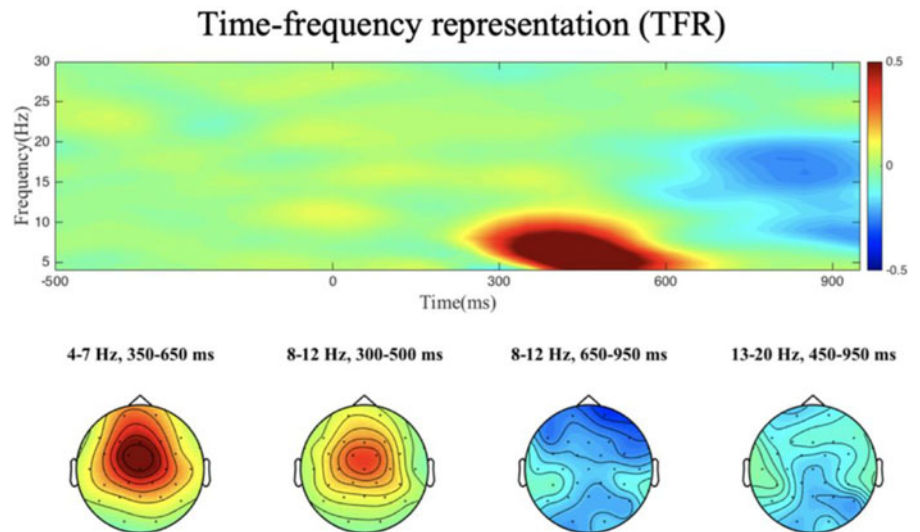 Time-frequency representation (TFR)
30
25
20
15
10
5
Frequency(Hz)
-500
0
300
600
900
Time(ms)
0.5
0
-0.5
4-7 Hz, 350-650 ms
8-12 Hz, 300-500 ms
8-12 Hz, 650-950 ms
13-20 Hz, 450-950 ms